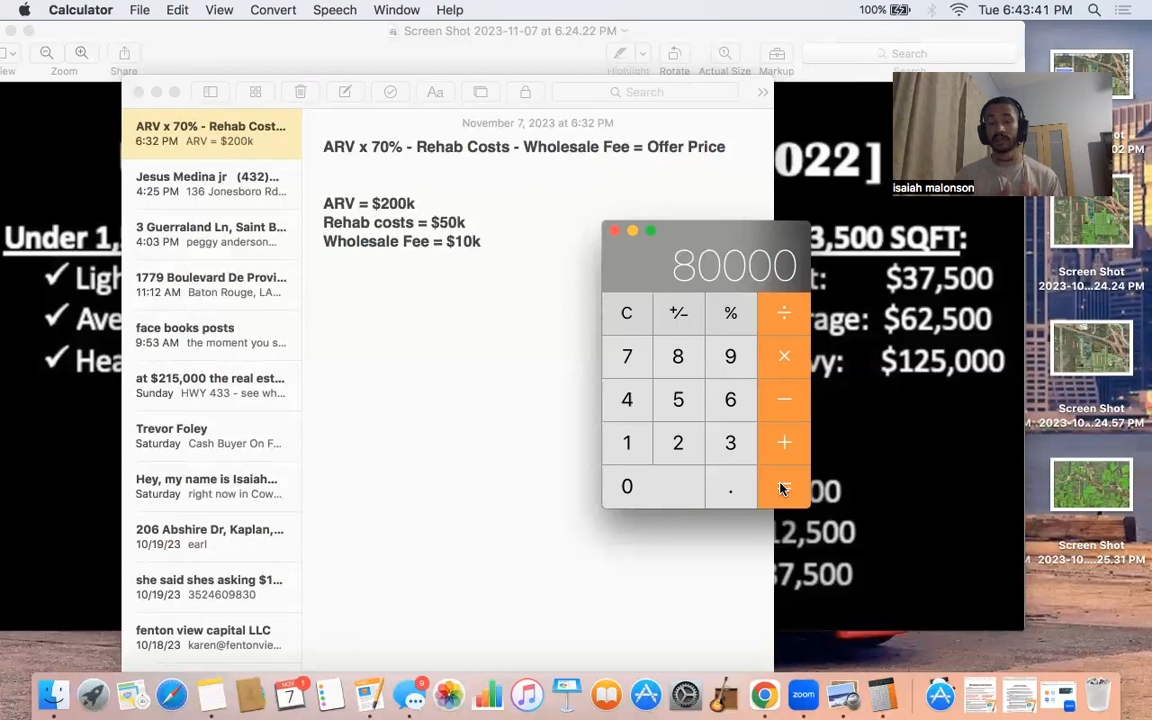 Calculator File Edit View Convert Speech Window Help
100% Tue 6:43:41 PM
Screen Shot 2023-11-07 at 6.24.22 PM
Search
Zoom Share Highlight Rotate Actual Size Markup
Search
November 7, 2023 at 6:32 PM
ARV x 70% - Rehab Costs - Wholesale Fee = Offer Price
ARV = $200k
Rehab costs = $50k
Wholesale Fee = $10k
ARV x 70% - Rehab Cost...
6:32 PM ARV = $200k
Jesus Medina jr (432)...
4:25 PM 136 Jonesboro Rd...
3 Guerraland Ln, Saint B...
4:03 PM peggy anderson...
1779 Boulevard De Provi...
11:12 AM Baton Rouge, LA...
face books posts
9:53 AM the moment you s...
at $215,000 the real est...
Sunday HWY 433 - see wh...
Trevor Foley
Saturday Cash Buyer On F...
Hey, my name is Isaiah...
Saturday right now in Cow...
206 Abshire Dr, Kaplan,...
10/19/23 earl
she said shes asking $1...
10/19/23 3524609830
fenton view capital LLC
10/18/23 karen@fentonvie...
80000
C +/- % ÷
7 8 9 ×
4 5 6 −
1 2 3 +
0 . =
isaiah malonson
2022]
Under 1,
3,500 SQFT:
$37,500
$62,500
$125,000
12,500
Screen Shot
2023-10...24.24 PM
Screen Shot
2023-10...24.57 PM
Screen Shot
2023-10....25.31 PM
NOV
7
1
9
zoom